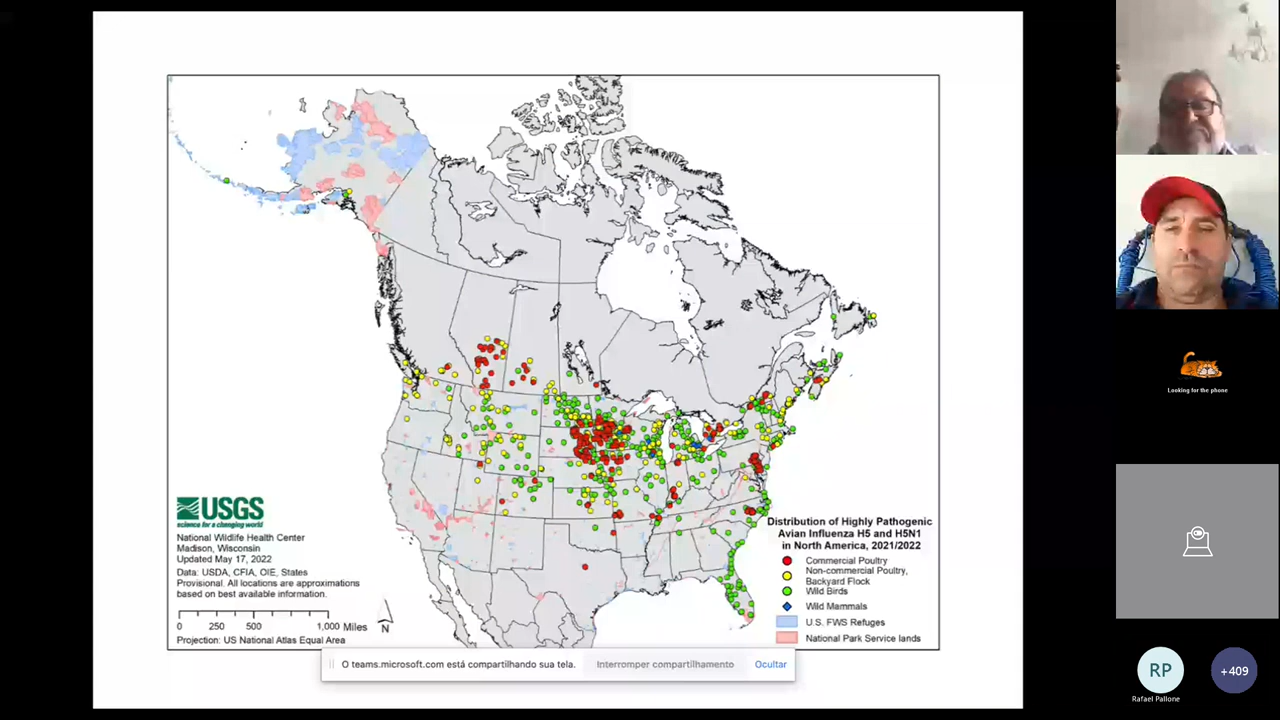 USGS
science for a changing world
National Wildlife Health Center
Madison, Wisconsin
Updated May 17, 2022
Data: USDA, CFIA, OIE, States
Provisional. All locations are approximations
based on best available information.
0 250 500 1,000 Miles
N
Projection: US National Atlas Equal Area
Distribution of Highly Pathogenic
Avian Influenza H5 and H5N1
in North America, 2021/2022
Commercial Poultry
Non-commercial Poultry,
Backyard Flock
Wild Birds
Wild Mammals
U.S. FWS Refuges
National Park Service lands
O teams.microsoft.com está compartilhando sua tela. Interromper compartilhamento Ocultar
Looking for the phone
RP
Rafael Pallone
+409